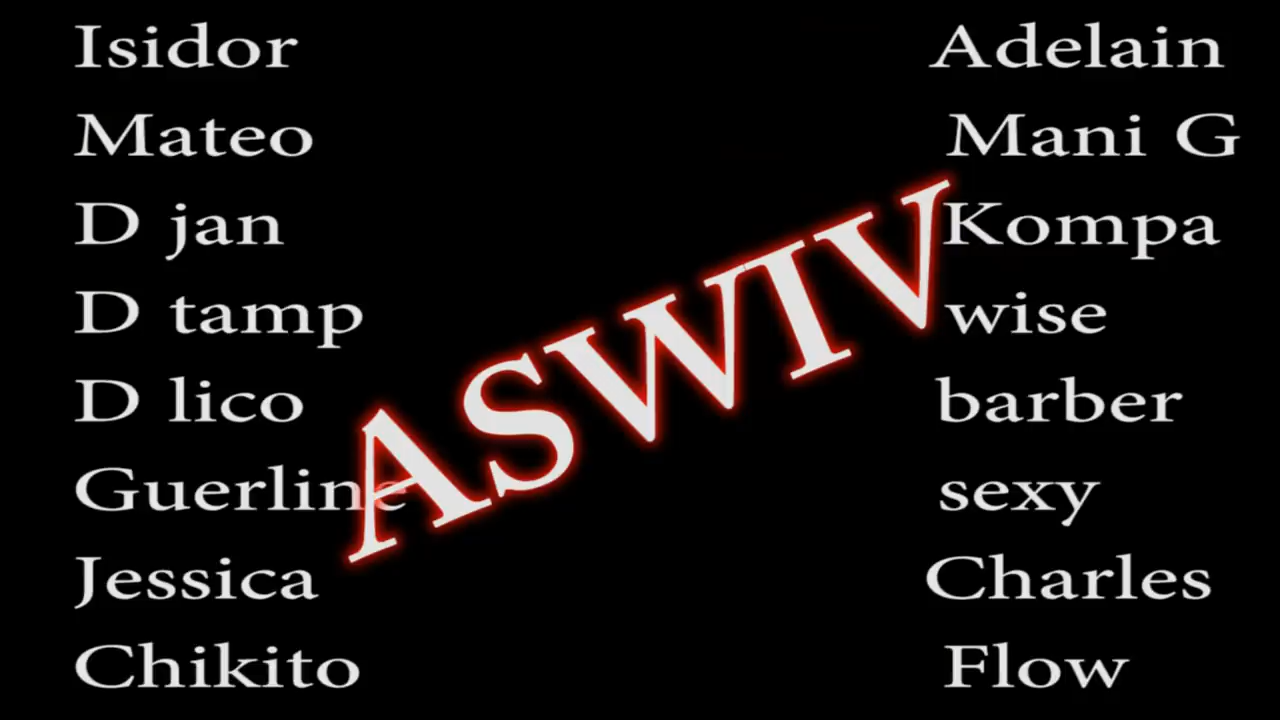 Isidor
Mateo
D jan
D tamp
D lico
Guerline
Jessica
Chikito
ASWIV
Adelain
Mani G
Kompa
wise
barber
sexy
Charles
Flow